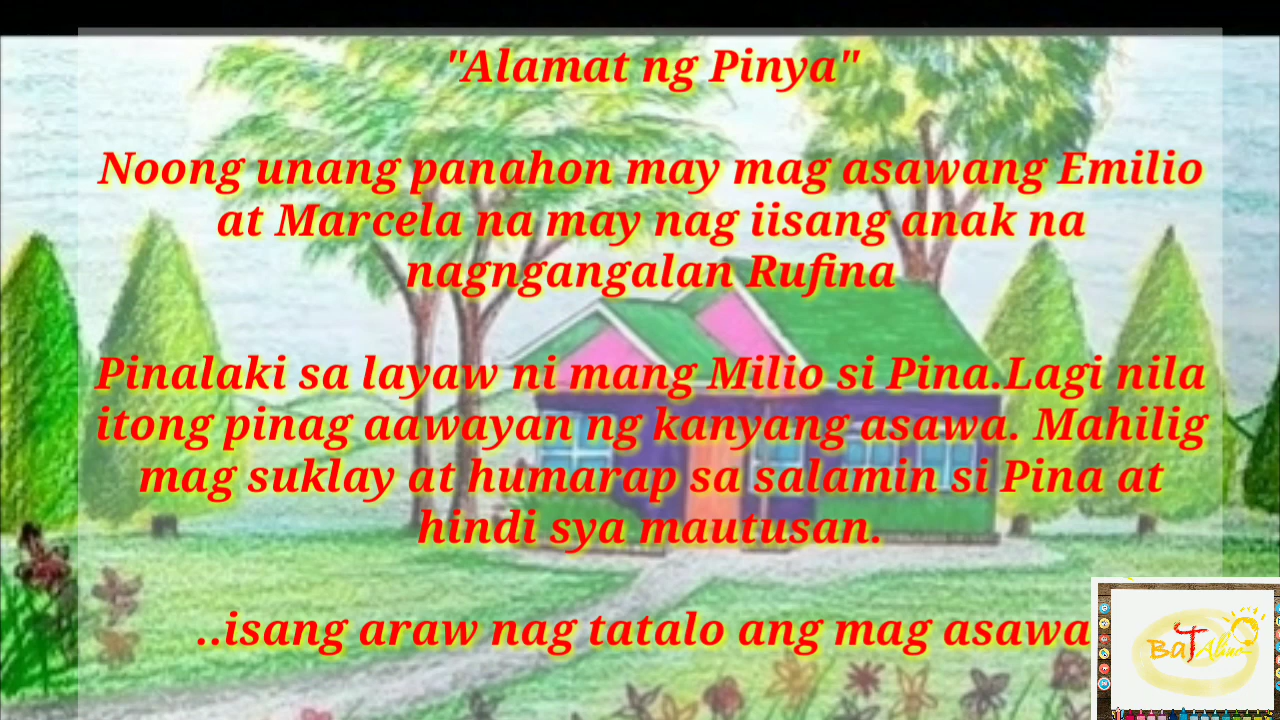 "Alamat ng Pinya"
Noong unang panahon may mag asawang Emilio
at Marcela na may nag iisang anak na
nagngangalan Rufina
Pinalaki sa layaw ni mang Milio si Pina.Lagi nila
itong pinag aawayan ng kanyang asawa. Mahilig
mag suklay at humarap sa salamin si Pina at
hindi sya mautusan.
..isang araw nag tatalo ang mag asawa
BaT